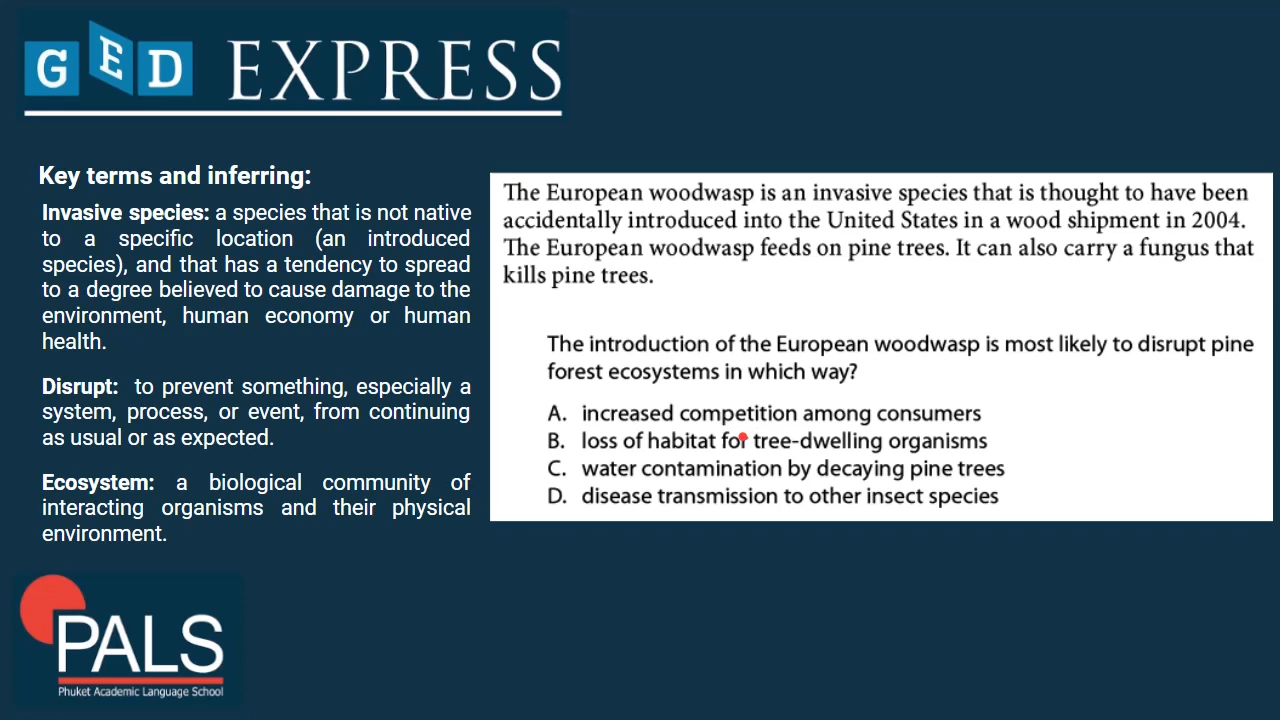 GED EXPRESS
Key terms and inferring:
Invasive species: a species that is not native
to a specific location (an introduced
species), and that has a tendency to spread
to a degree believed to cause damage to the
environment, human economy or human
health.
Disrupt: to prevent something, especially a
system, process, or event, from continuing
as usual or as expected.
Ecosystem: a biological community of
interacting organisms and their physical
environment.
The European woodwasp is an invasive species that is thought to have been
accidentally introduced into the United States in a wood shipment in 2004.
The European woodwasp feeds on pine trees. It can also carry a fungus that
kills pine trees.
The introduction of the European woodwasp is most likely to disrupt pine
forest ecosystems in which way?
A. increased competition among consumers
B. loss of habitat for tree-dwelling organisms
C. water contamination by decaying pine trees
D. disease transmission to other insect species
PALS
Phuket Academic Language School